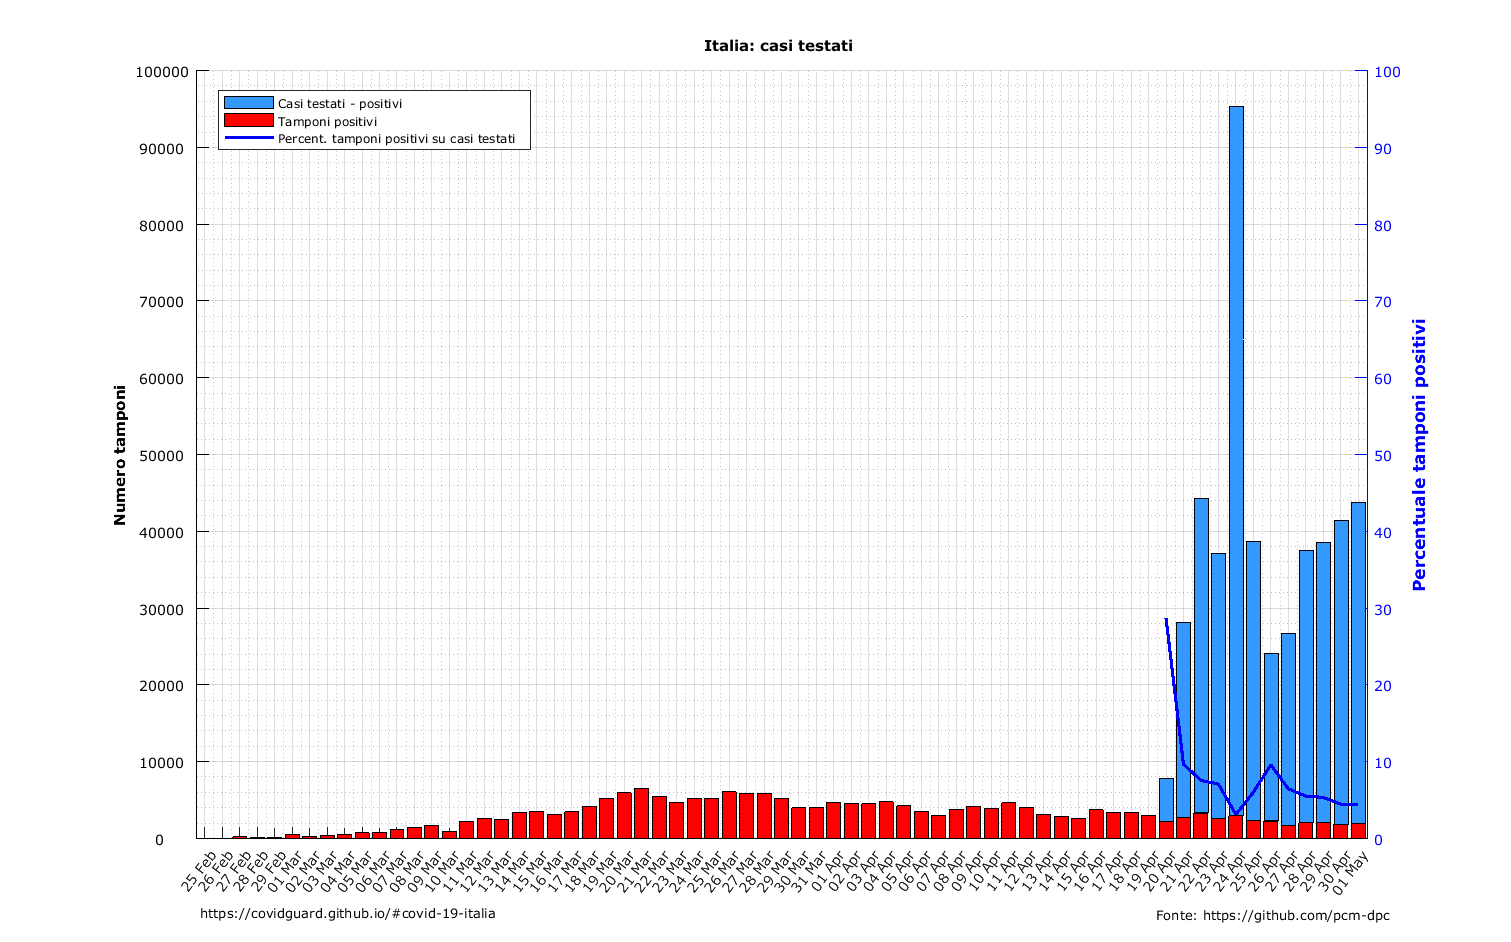 Italia: casi testati
Casi testati - positivi
Tamponi positivi
Percent. tamponi positivi su casi testati
Numero tamponi
100000
90000
80000
70000
60000
50000
40000
30000
20000
10000
0
Percentuale tamponi positivi
100
90
80
70
60
50
40
30
20
10
0
25 Feb
26 Feb
27 Feb
28 Feb
29 Feb
01 Mar
02 Mar
03 Mar
04 Mar
05 Mar
06 Mar
07 Mar
08 Mar
09 Mar
10 Mar
11 Mar
12 Mar
13 Mar
14 Mar
15 Mar
16 Mar
17 Mar
18 Mar
19 Mar
20 Mar
21 Mar
22 Mar
23 Mar
24 Mar
25 Mar
26 Mar
27 Mar
28 Mar
29 Mar
30 Mar
31 Mar
01 Apr
02 Apr
03 Apr
04 Apr
05 Apr
06 Apr
07 Apr
08 Apr
09 Apr
10 Apr
11 Apr
12 Apr
13 Apr
14 Apr
15 Apr
16 Apr
17 Apr
18 Apr
19 Apr
20 Apr
21 Apr
22 Apr
23 Apr
24 Apr
25 Apr
26 Apr
27 Apr
28 Apr
29 Apr
30 Apr
01 May
https://covidguard.github.io/#covid-19-italia
Fonte: https://github.com/pcm-dpc